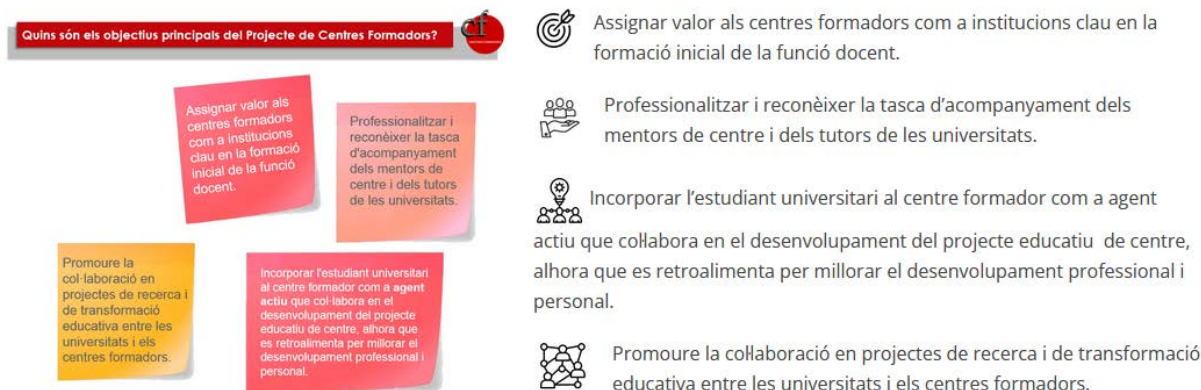 Quins són els objectius principals del Projecte de Centres Formadors?
cf
Assignar valor als
centres formadors
com a institucions
clau en la formació
inicial de la funció
docent.
Professionalitzar i
reconèixer la tasca
d'acompanyament
dels mentors de
centre i dels tutors
de les universitats.
Promoure la
col·laboració en
projectes de recerca i
de transformació
educativa entre les
universitats i els
centres formadors.
Incorporar l'estudiant universitari
al centre formador com a agent
actiu que col·labora en el
desenvolupament del projecte
educatiu de centre, alhora que
es retroalimenta per millorar el
desenvolupament professional i
personal.
Assignar valor als centres formadors com a institucions clau en la
formació inicial de la funció docent.
Professionalitzar i reconèixer la tasca d’acompanyament dels
mentors de centre i dels tutors de les universitats.
Incorporar l’estudiant universitari al centre formador com a agent
actiu que col·labora en el desenvolupament del projecte educatiu de centre,
alhora que es retroalimenta per millorar el desenvolupament professional i
personal.
Promoure la col·laboració en projectes de recerca i de transformació
educativa entre les universitats i els centres formadors.